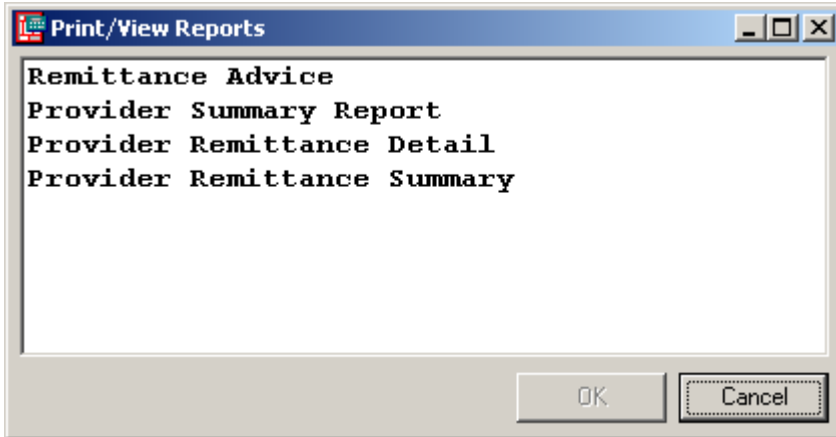 Print/View Reports
Remittance Advice
Provider Summary Report
Provider Remittance Detail
Provider Remittance Summary
OK Cancel